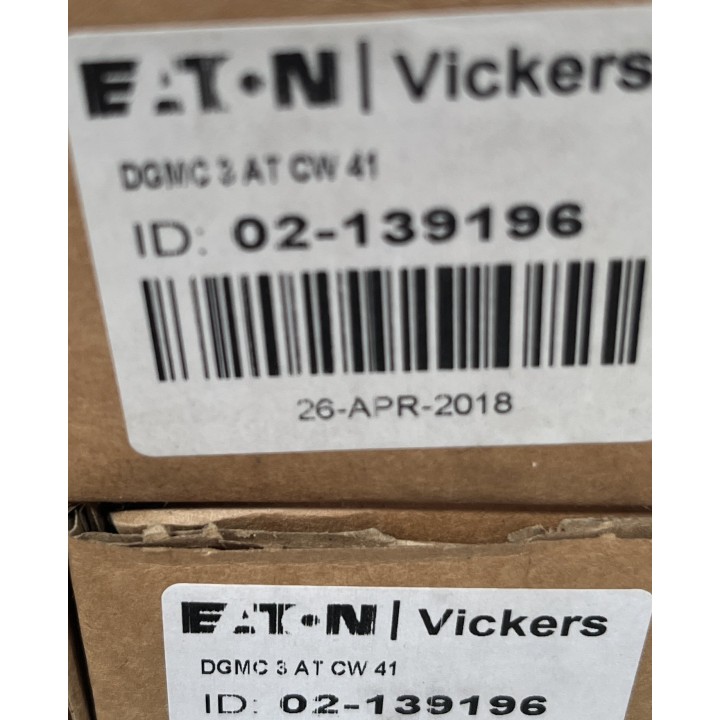 EATON | Vickers
DGMC 3 AT CW 41
ID: 02-139196
26-APR-2018
EATON | Vickers
DGMC 3 AT CW 41
ID: 02-139196